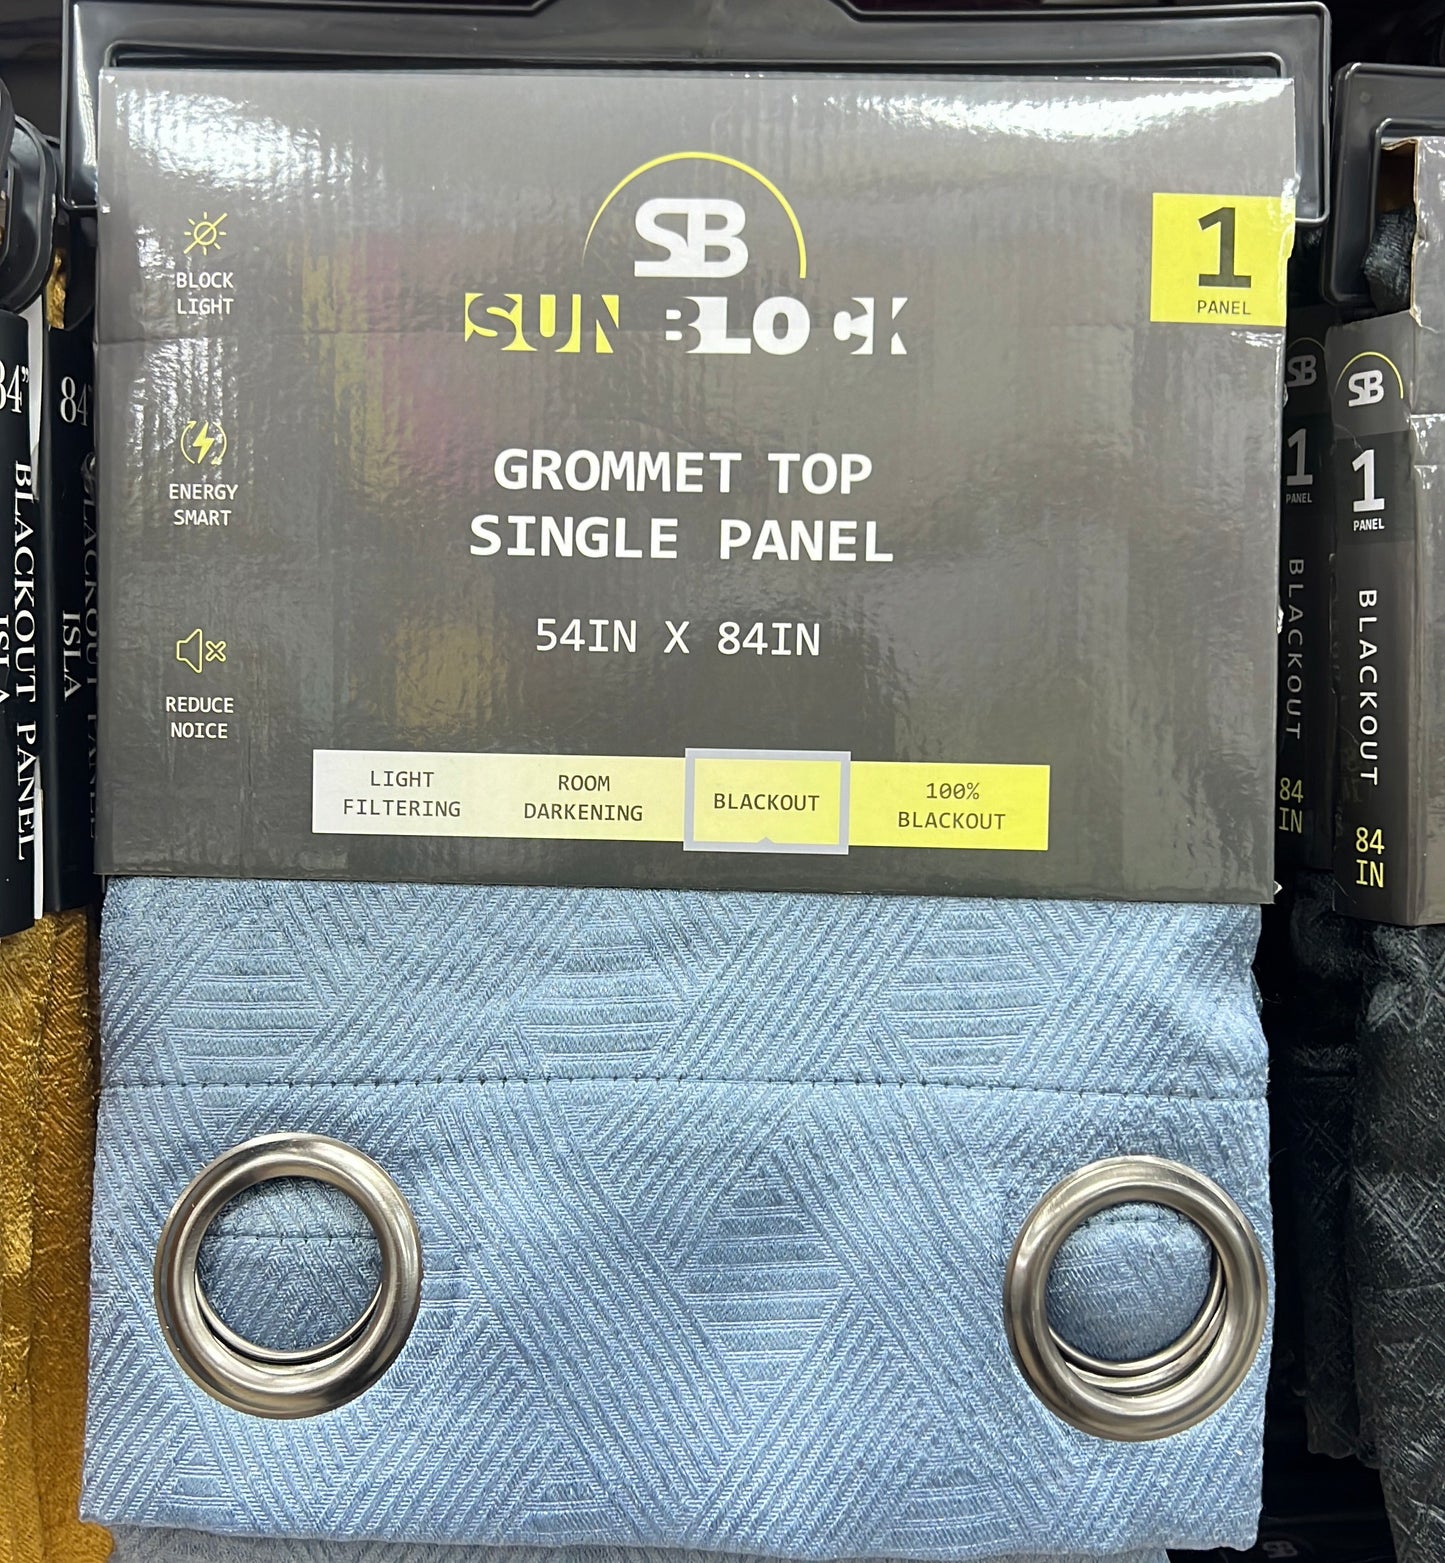 SB
SUN BLOCK
1
PANEL
BLOCK
LIGHT
ENERGY
SMART
REDUCE
NOICE
GROMMET TOP
SINGLE PANEL
54IN X 84IN
LIGHT
FILTERING
ROOM
DARKENING
BLACKOUT
100%
BLACKOUT
84"
BLACKOUT PANEL
ISLA
84"
BLACKOUT PANEL
ISLA
SB
1
PANEL
BLACKOUT
84
IN
SB
1
PANEL
BLACKOUT
84
IN